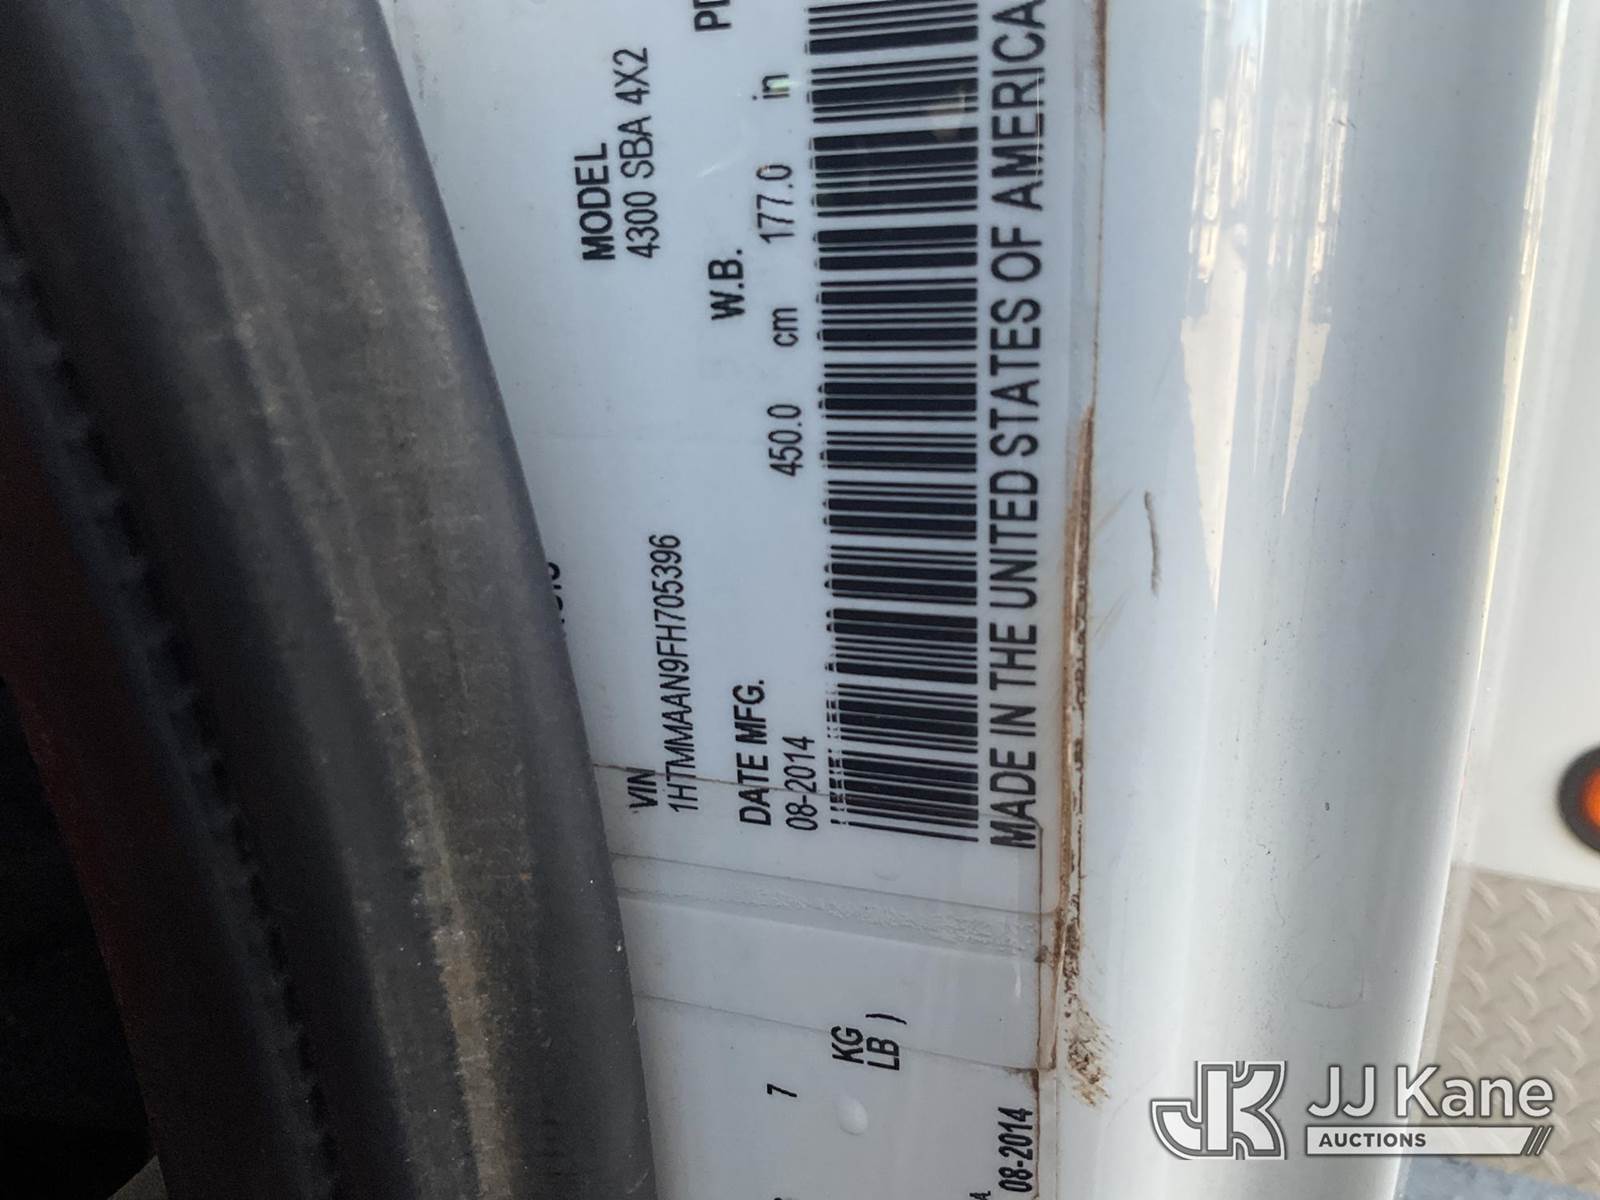 VIN
1HTMMAAN9FH705396
MODEL
4300 SBA 4X2
DATE MFG.
08-2014
W.B.
450.0 cm 177.0 in
MADE IN THE UNITED STATES OF AMERICA
7
KG
LB )
08-2014
JJ Kane
AUCTIONS